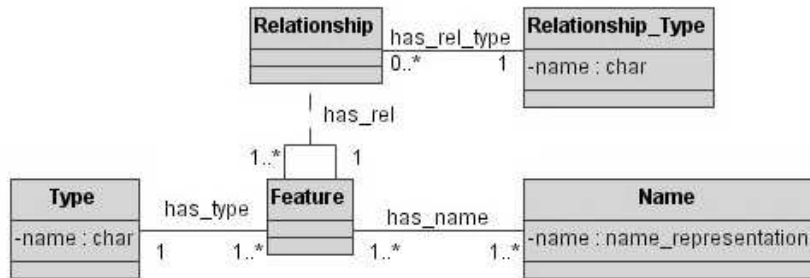 Relationship
has_rel_type
Relationship_Type
0..*
1
-name : char
has_rel
1..*
1
Type
has_type
Feature
has_name
Name
-name : char
1
1..*
1..*
1..*
-name : name_representation